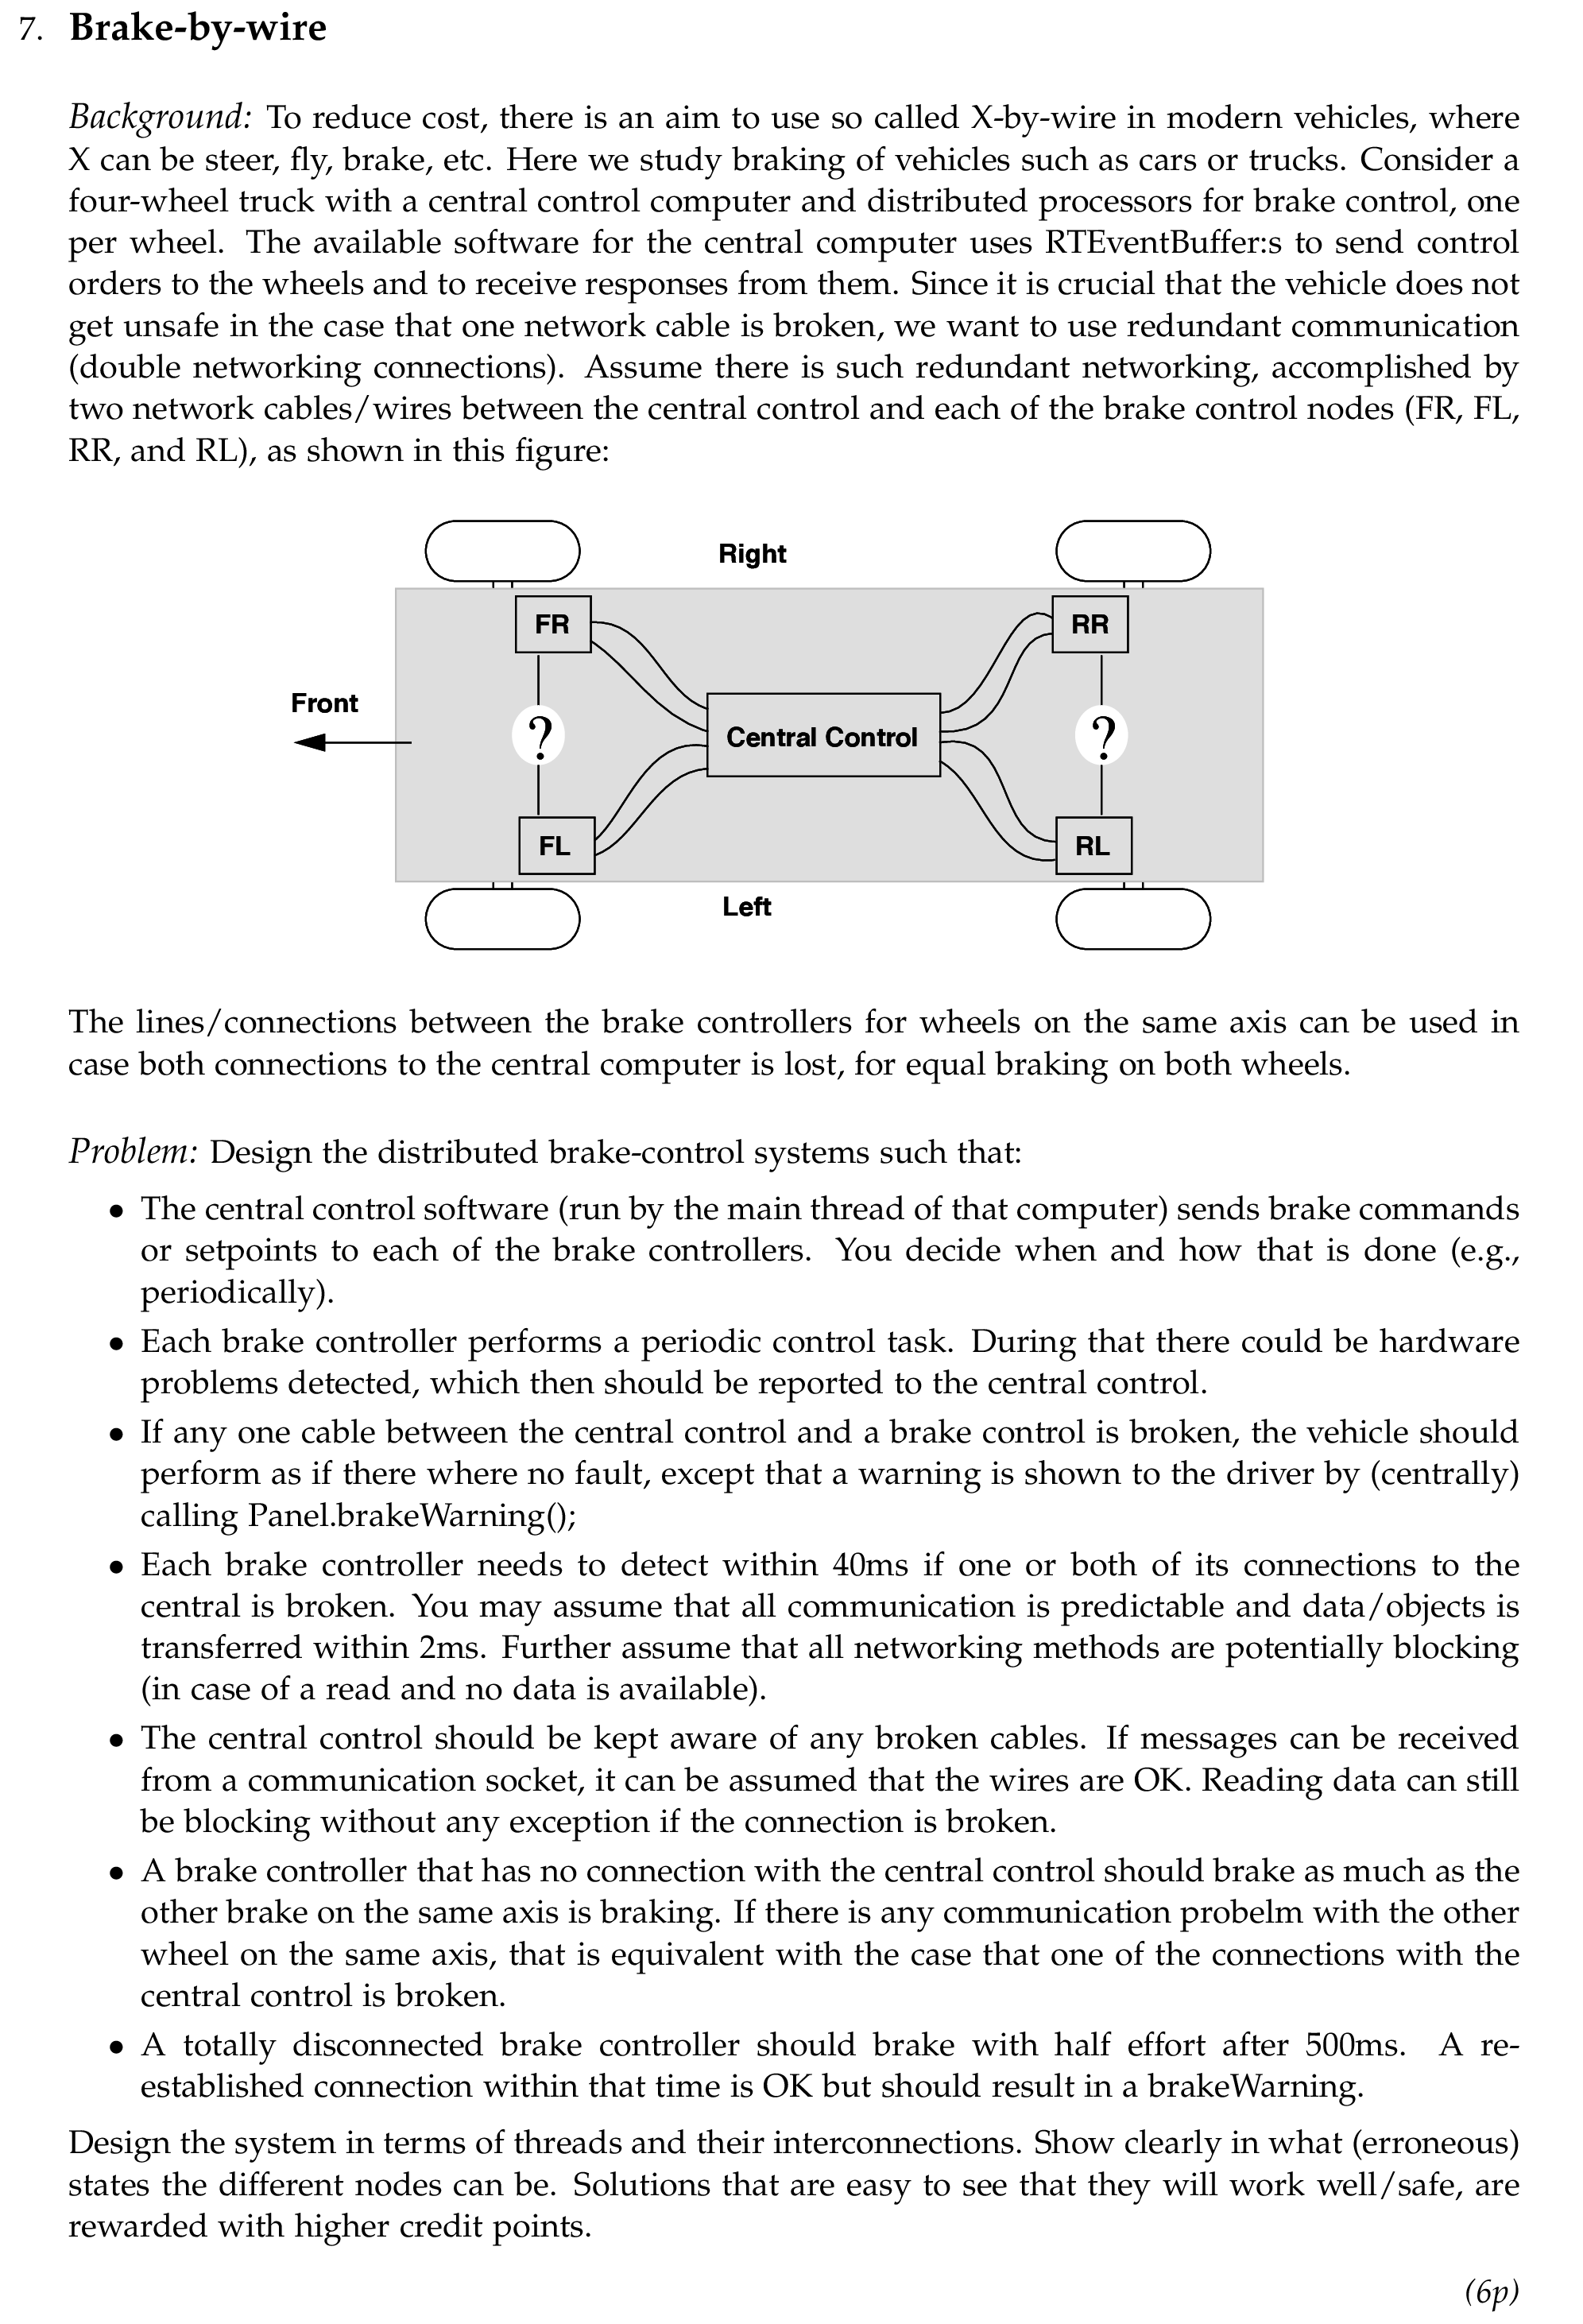 7. Brake-by-wire
Background: To reduce cost, there is an aim to use so called X-by-wire in modern vehicles, where
X can be steer, fly, brake, etc. Here we study braking of vehicles such as cars or trucks. Consider a
four-wheel truck with a central control computer and distributed processors for brake control, one
per wheel. The available software for the central computer uses RTEventBuffer:s to send control
orders to the wheels and to receive responses from them. Since it is crucial that the vehicle does not
get unsafe in the case that one network cable is broken, we want to use redundant communication
(double networking connections). Assume there is such redundant networking, accomplished by
two network cables/wires between the central control and each of the brake control nodes (FR, FL,
RR, and RL), as shown in this figure:
Right
FR
RR
Front
?
Central Control
?
FL
RL
Left
The lines/connections between the brake controllers for wheels on the same axis can be used in
case both connections to the central computer is lost, for equal braking on both wheels.
Problem: Design the distributed brake-control systems such that:
• The central control software (run by the main thread of that computer) sends brake commands
or setpoints to each of the brake controllers. You decide when and how that is done (e.g.,
periodically).
• Each brake controller performs a periodic control task. During that there could be hardware
problems detected, which then should be reported to the central control.
• If any one cable between the central control and a brake control is broken, the vehicle should
perform as if there where no fault, except that a warning is shown to the driver by (centrally)
calling Panel.brakeWarning();
• Each brake controller needs to detect within 40ms if one or both of its connections to the
central is broken. You may assume that all communication is predictable and data/objects is
transferred within 2ms. Further assume that all networking methods are potentially blocking
(in case of a read and no data is available).
• The central control should be kept aware of any broken cables. If messages can be received
from a communication socket, it can be assumed that the wires are OK. Reading data can still
be blocking without any exception if the connection is broken.
• A brake controller that has no connection with the central control should brake as much as the
other brake on the same axis is braking. If there is any communication probelm with the other
wheel on the same axis, that is equivalent with the case that one of the connections with the
central control is broken.
• A totally disconnected brake controller should brake with half effort after 500ms. A re-
established connection within that time is OK but should result in a brakeWarning.
Design the system in terms of threads and their interconnections. Show clearly in what (erroneous)
states the different nodes can be. Solutions that are easy to see that they will work well/safe, are
rewarded with higher credit points.
(6p)